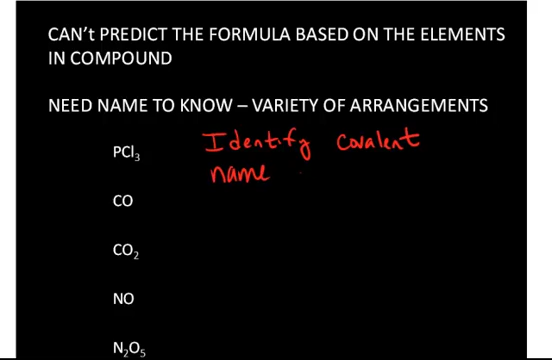 CAN't PREDICT THE FORMULA BASED ON THE ELEMENTS
IN COMPOUND
NEED NAME TO KNOW – VARIETY OF ARRANGEMENTS
PCl₃ Identify covalent
name
CO
CO₂
NO
N₂O₅